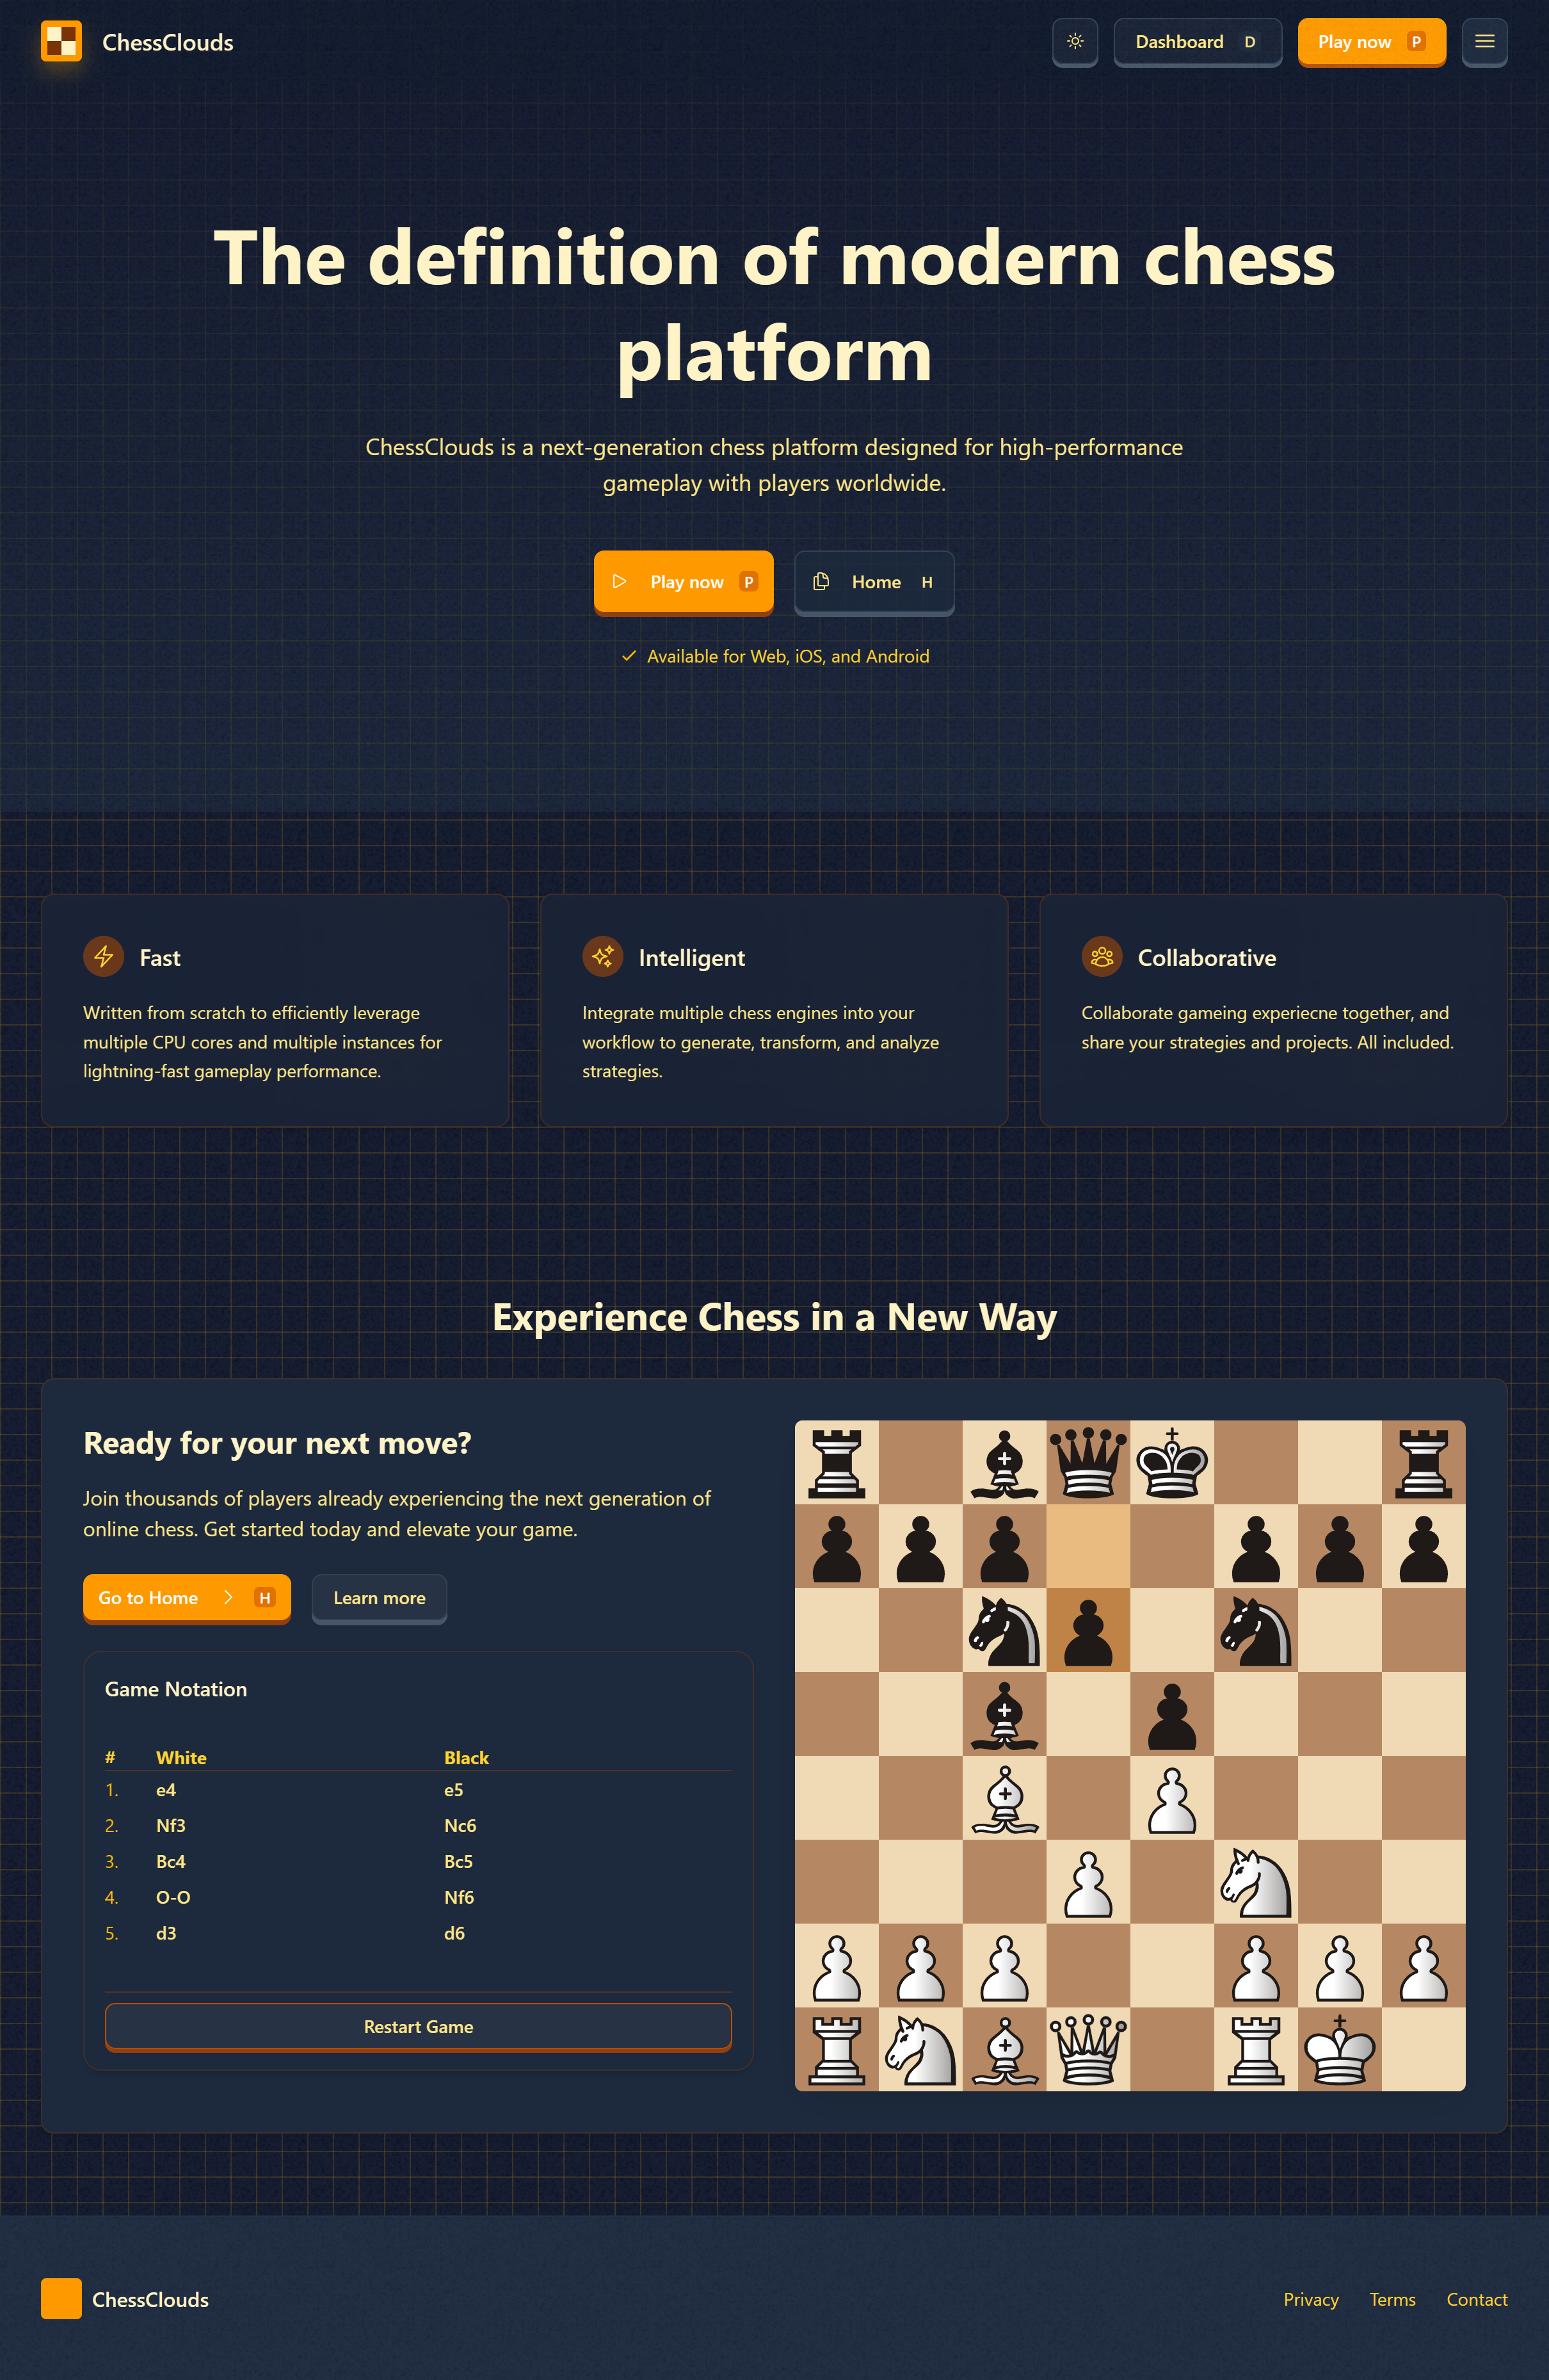 ChessClouds
Dashboard D
Play now P
The definition of modern chess
platform
ChessClouds is a next-generation chess platform designed for high-performance
gameplay with players worldwide.
Play now P
Home H
Available for Web, iOS, and Android
Fast
Written from scratch to efficiently leverage
multiple CPU cores and multiple instances for
lightning-fast gameplay performance.
Intelligent
Integrate multiple chess engines into your
workflow to generate, transform, and analyze
strategies.
Collaborative
Collaborate gameing experiecne together, and
share your strategies and projects. All included.
Experience Chess in a New Way
Ready for your next move?
Join thousands of players already experiencing the next generation of
online chess. Get started today and elevate your game.
Go to Home H
Learn more
Game Notation
# White Black
1. e4 e5
2. Nf3 Nc6
3. Bc4 Bc5
4. O-O Nf6
5. d3 d6
Restart Game
ChessClouds
Privacy Terms Contact